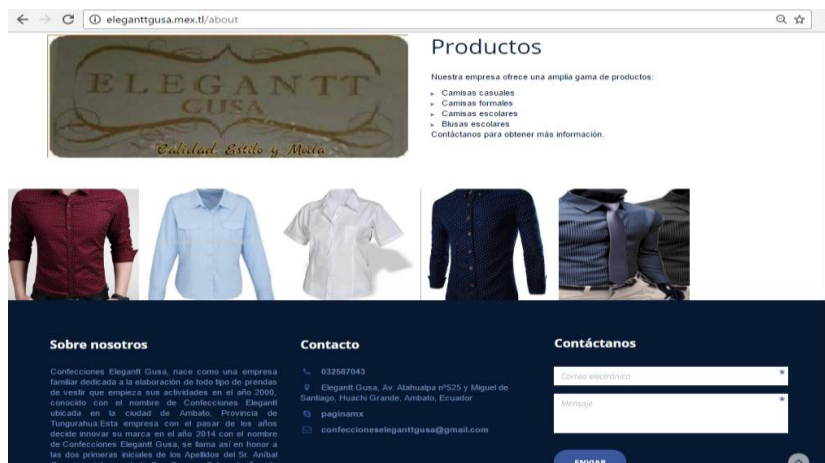 eleganttgusa.mex.tl/about
ELEGANTT
GUSA
Calidad, Estilo y Moda
Productos
Nuestra empresa ofrece una amplia gama de productos:
Camisas casuales
Camisas formales
Camisas escolares
Blusas escolares
Contáctanos para obtener más información.
Sobre nosotros
Confecciones Elegantt Gusa, nace como una empresa
familiar dedicada a la elaboración de todo tipo de prendas
de vestir que empieza sus actividades en el año 2000,
conocido con el nombre de Confecciones Elegantt
ubicada en la ciudad de Ambato, Provincia de
Tungurahua.Esta empresa con el pasar de los años
decide innovar su marca en el año 2014 con el nombre
de Confecciones Elegantt Gusa, se llama así en honor a
las dos primeras iniciales de los Apellidos del Sr. Aníbal
Contacto
032587043
Elegantt Gusa, Av. Atahualpa nº525 y Miguel de
Santiago, Huachi Grande, Ambato, Ecuador
paginamx
confeccioneseleganttgusa@gmail.com
Contáctanos
Correo electrónico *
Mensaje *
ENVIAR